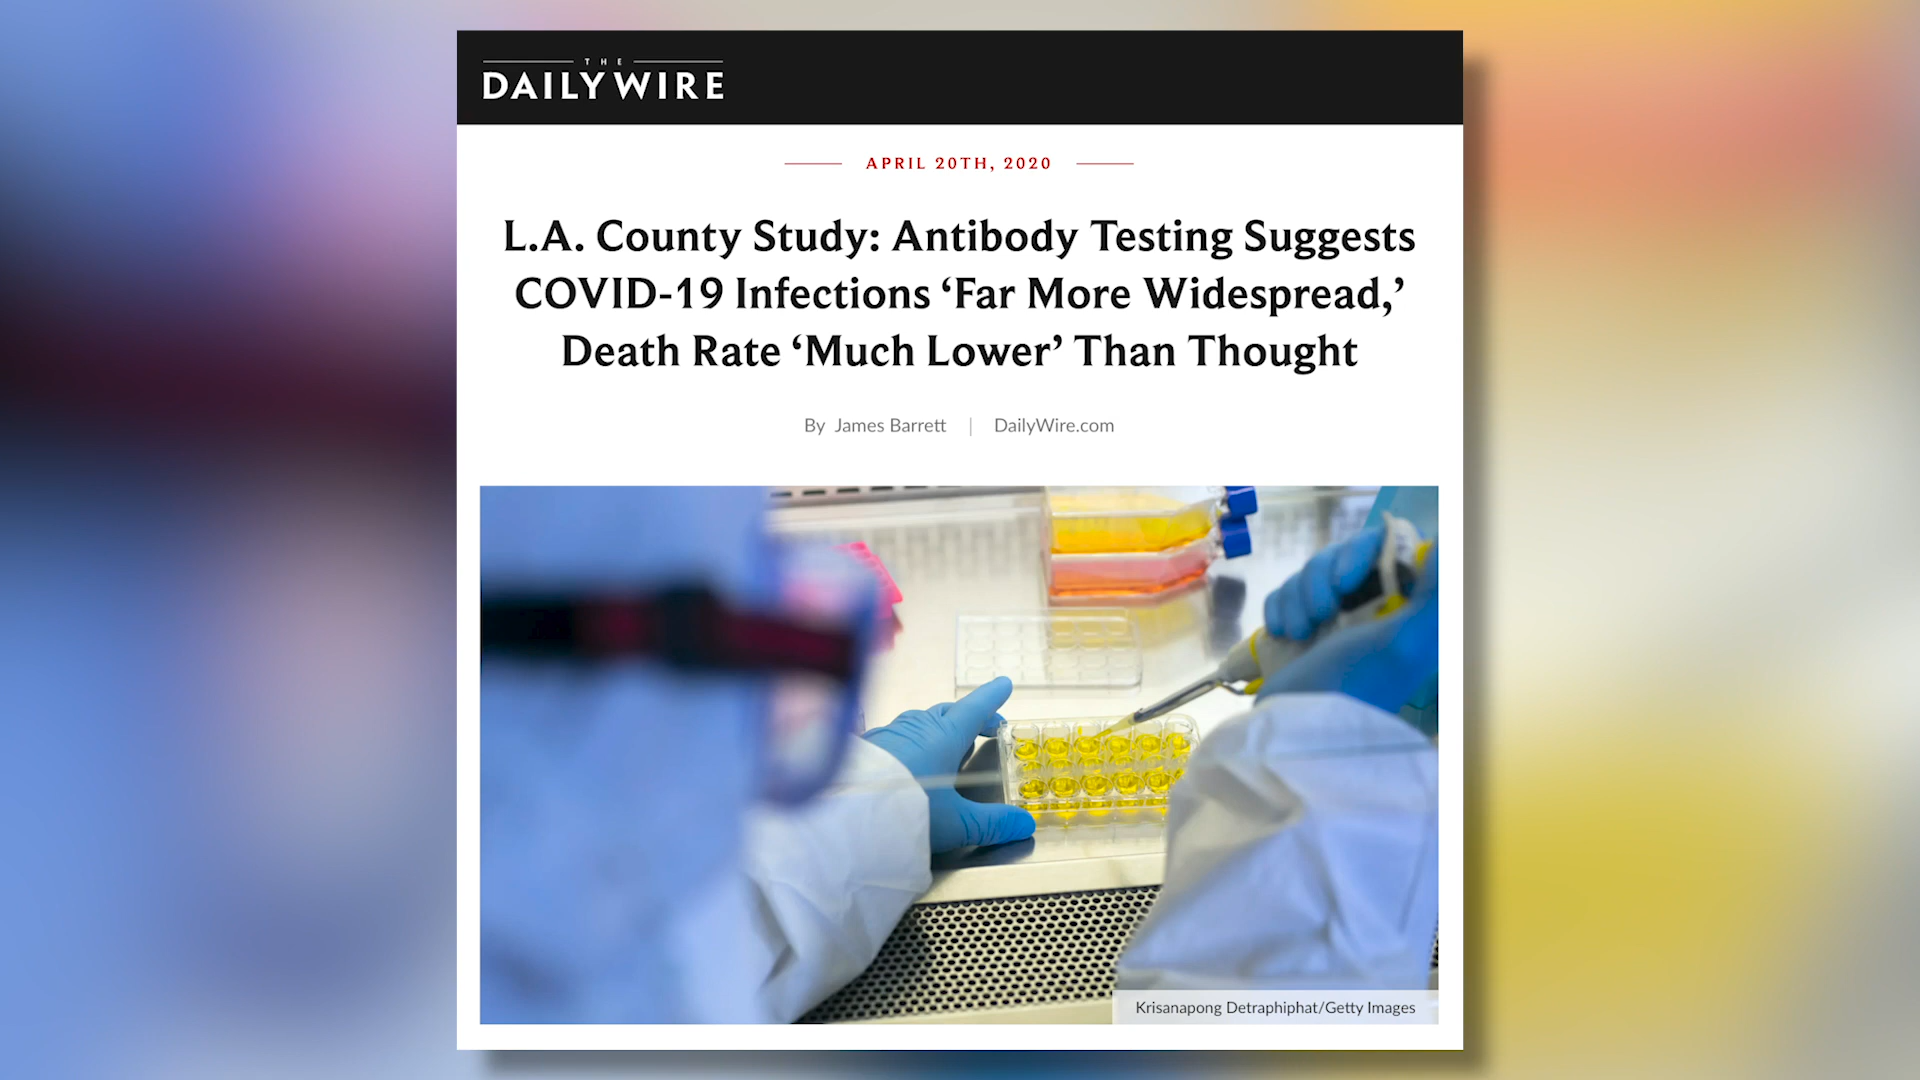 THE
DAILY WIRE
APRIL 20TH, 2020
L.A. County Study: Antibody Testing Suggests
COVID-19 Infections ‘Far More Widespread,’
Death Rate ‘Much Lower’ Than Thought
By James Barrett | DailyWire.com
Krisanapong Detraphiphat/Getty Images